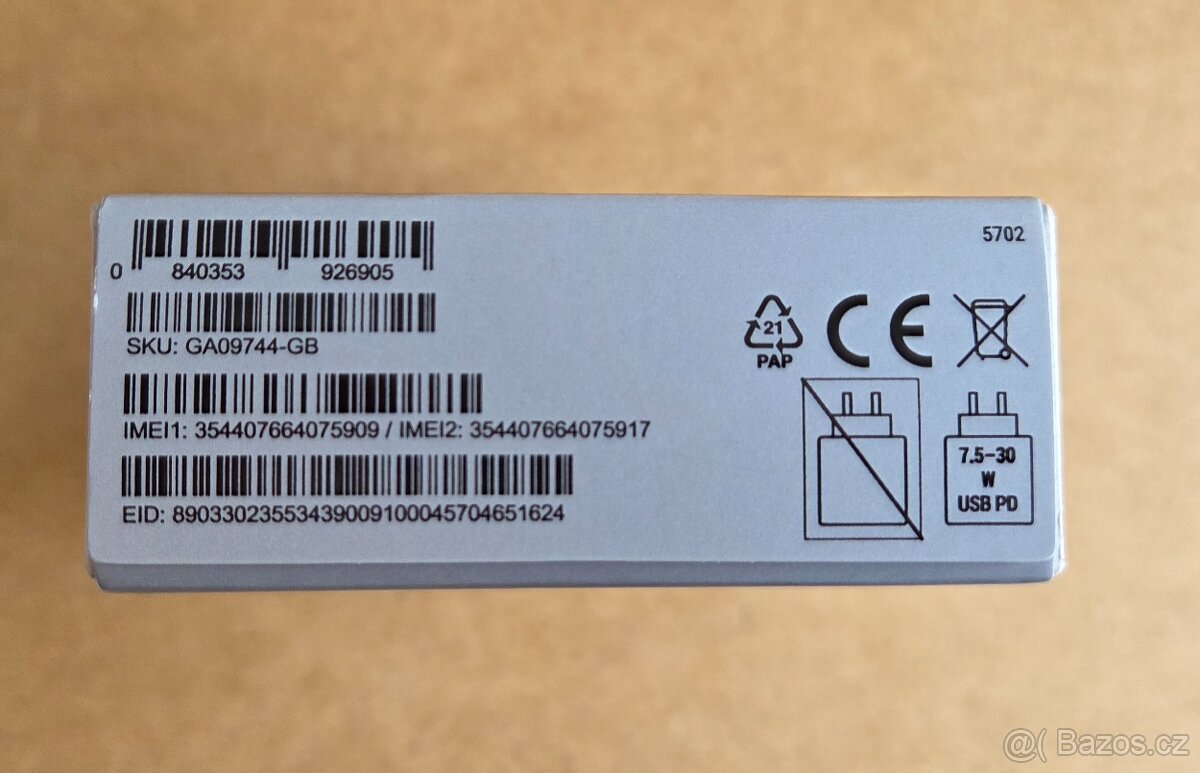 0 840353 926905
5702
SKU: GA09744-GB
21
PAP
CE
IMEI1: 354407664075909 / IMEI2: 354407664075917
7.5-30
W
USB PD
EID: 89033023553439009100045704651624
@( Bazos.cz